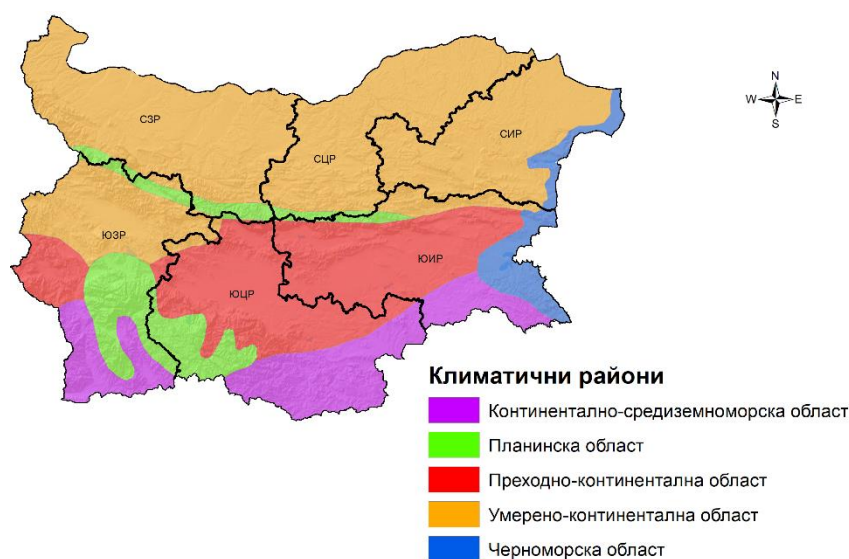 N
W E
S
СЗР
СЦР
СИР
ЮЗР
ЮЦР
ЮИР
Климатични райони
Континентално-средиземноморска област
Планинска област
Преходно-континентална област
Умерено-континентална област
Черноморска област